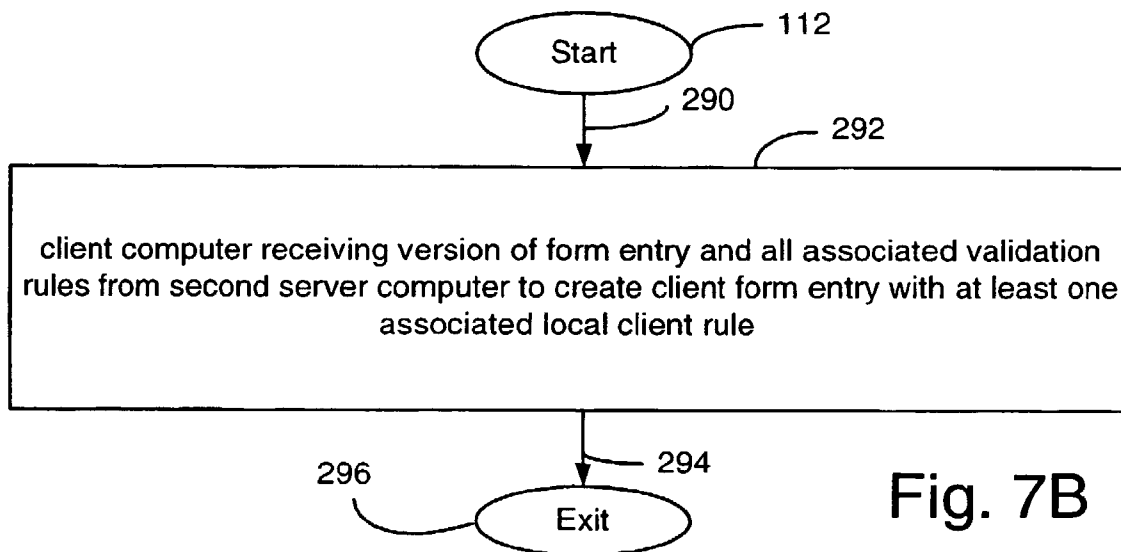 112
Start
290
292
client computer receiving version of form entry and all associated validation
rules from second server computer to create client form entry with at least one
associated local client rule
294
296
Exit
Fig. 7B